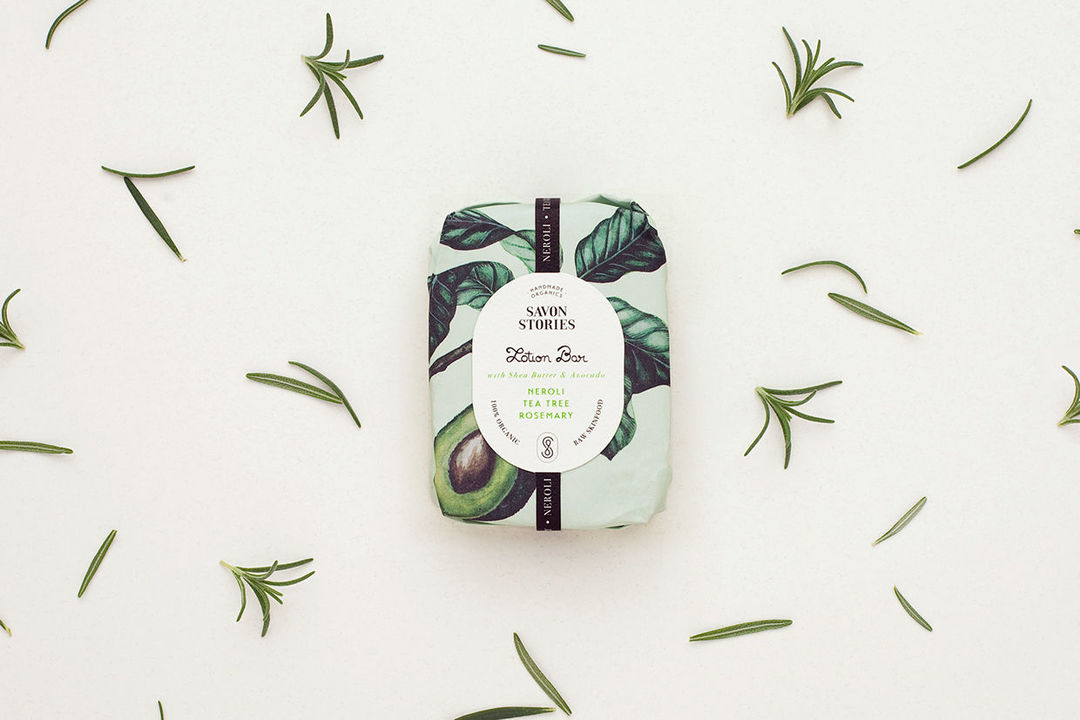 NEROLI • TE
HANDMADE
ORGANICS
SAVON
STORIES
Lotion Bar
with Shea Butter & Avocado
NEROLI
TEA TREE
ROSEMARY
100% ORGANIC
RAW SKINFOOD
• NEROLI